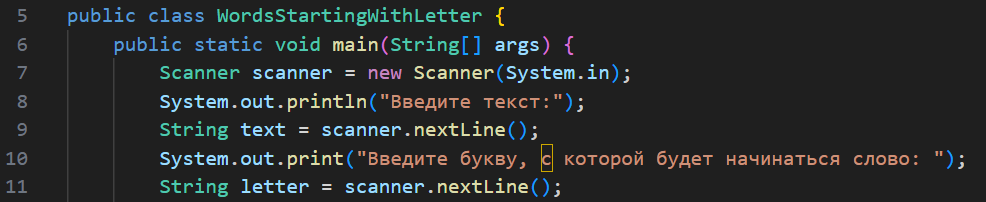 5 public class WordsStartingWithLetter {
6 public static void main(String[] args) {
7 Scanner scanner = new Scanner(System.in);
8 System.out.println("Введите текст:");
9 String text = scanner.nextLine();
10 System.out.print("Введите букву, с которой будет начинаться слово: ");
11 String letter = scanner.nextLine();